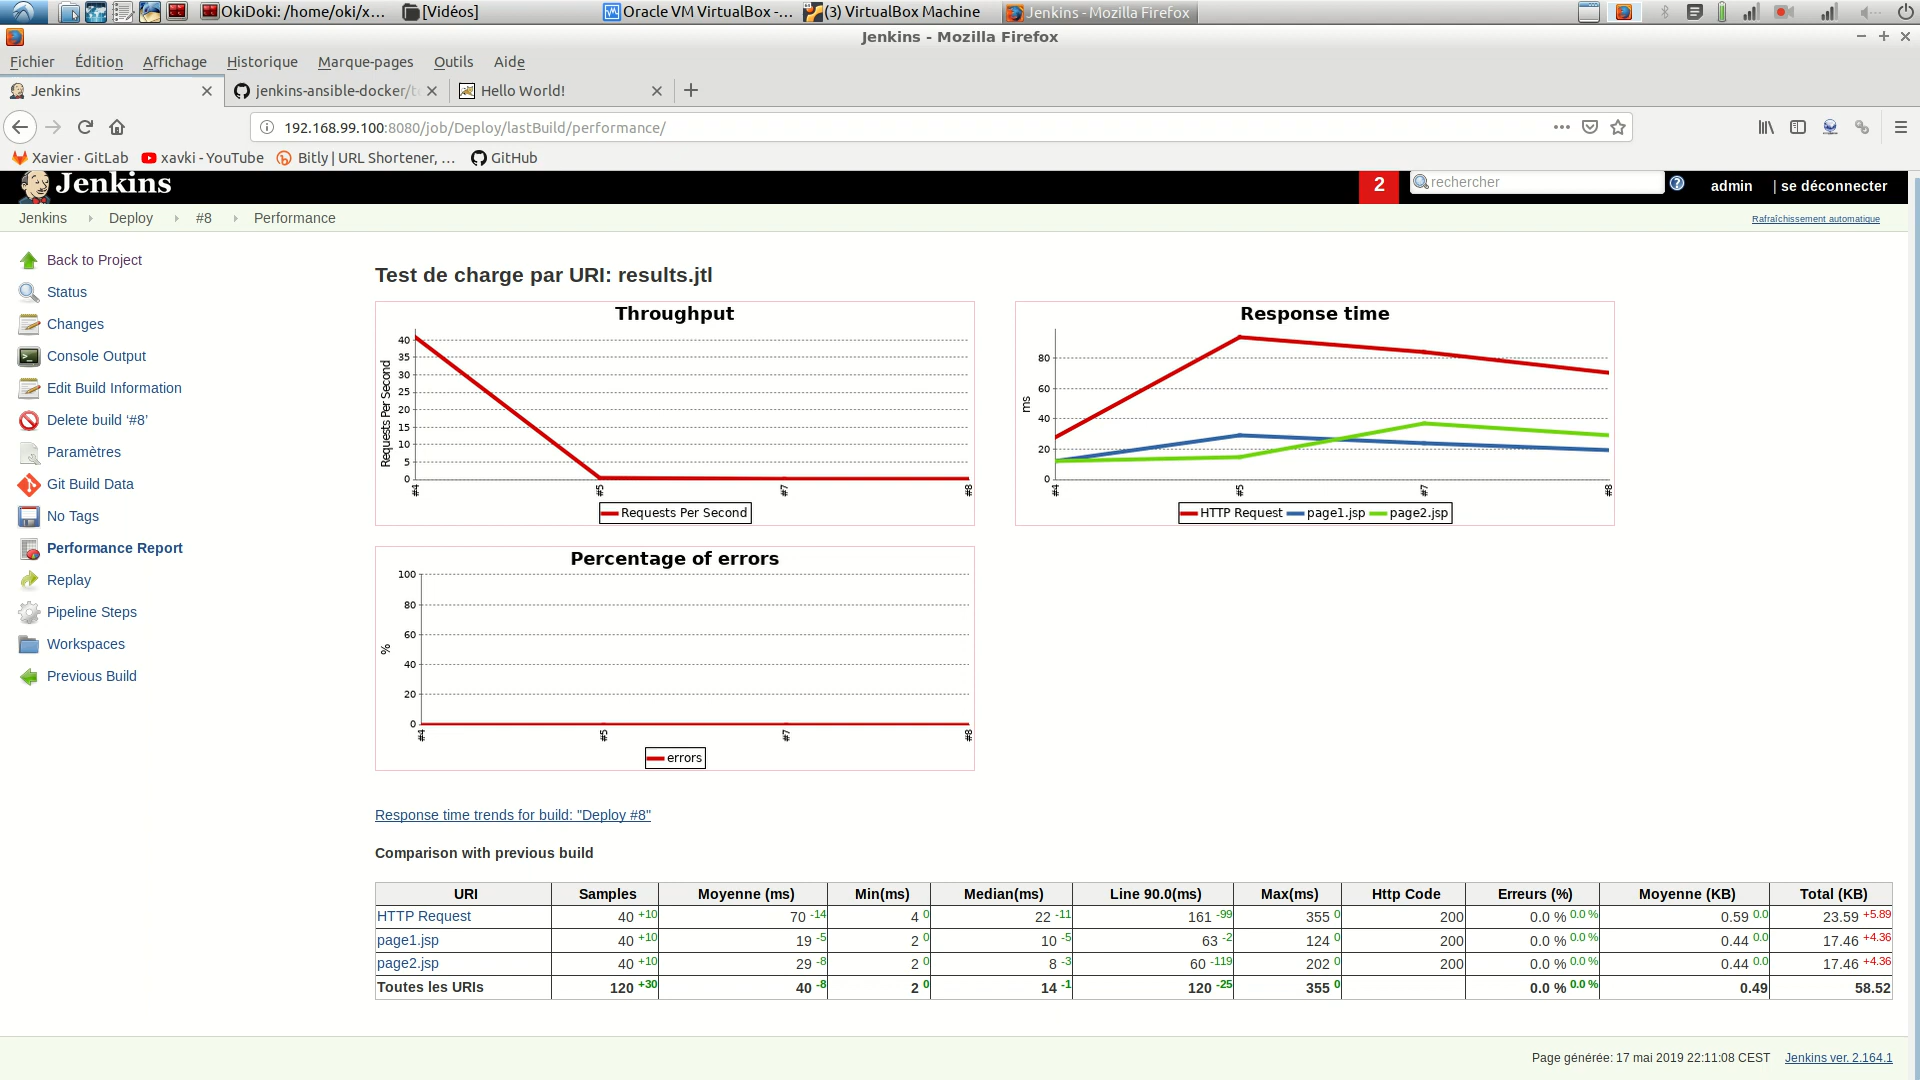 OkiDoki: /home/oki/x... [Vidéos] Oracle VM VirtualBox -... (3) VirtualBox Machine Jenkins - Mozilla Firefox
Jenkins - Mozilla Firefox
Fichier Édition Affichage Historique Marque-pages Outils Aide
Jenkins jenkins-ansible-docker/t Hello World!
192.168.99.100:8080/job/Deploy/lastBuild/performance/
Xavier · GitLab xavki - YouTube Bitly | URL Shortener, ... GitHub
Jenkins 2 rechercher admin | se déconnecter
Jenkins Deploy #8 Performance Rafraîchissement automatique
Back to Project
Status
Changes
Console Output
Edit Build Information
Delete build ‘#8’
Paramètres
Git Build Data
No Tags
Performance Report
Replay
Pipeline Steps
Workspaces
Previous Build
Test de charge par URI: results.jtl
Throughput
Requests Per Second
40
35
30
25
20
15
10
5
0
#4 #5 #7 #8
Requests Per Second
Response time
ms
80
60
40
20
0
#4 #5 #7 #8
HTTP Request page1.jsp page2.jsp
Percentage of errors
%
100
80
60
40
20
0
#4 #5 #7 #8
errors
Response time trends for build: "Deploy #8"
Comparison with previous build
URI Samples Moyenne (ms) Min(ms) Median(ms) Line 90.0(ms) Max(ms) Http Code Erreurs (%) Moyenne (KB) Total (KB)
HTTP Request 40 +10 70 -14 4 0 22 -11 161 -99 355 0 200 0.0 % 0.0 % 0.59 0.0 23.59 +5.89
page1.jsp 40 +10 19 -5 2 0 10 -5 63 -2 124 0 200 0.0 % 0.0 % 0.44 0.0 17.46 +4.36
page2.jsp 40 +10 29 -8 2 0 8 -3 60 -119 202 0 200 0.0 % 0.0 % 0.44 0.0 17.46 +4.36
Toutes les URIs 120 +30 40 -8 2 0 14 -1 120 -25 355 0 0.0 % 0.0 % 0.49 58.52
Page générée: 17 mai 2019 22:11:08 CEST Jenkins ver. 2.164.1